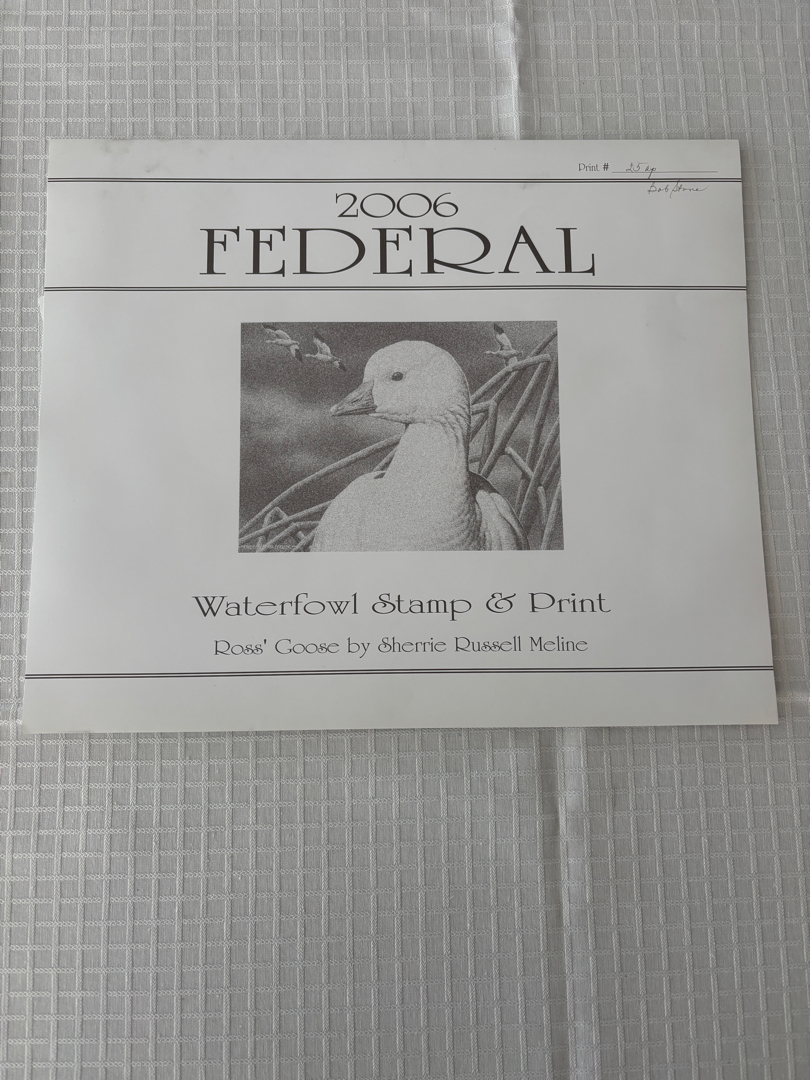 Print # 25 ap
Bob Stone
2006
FEDERAL
Waterfowl Stamp & Print
Ross' Goose by Sherrie Russell Meline